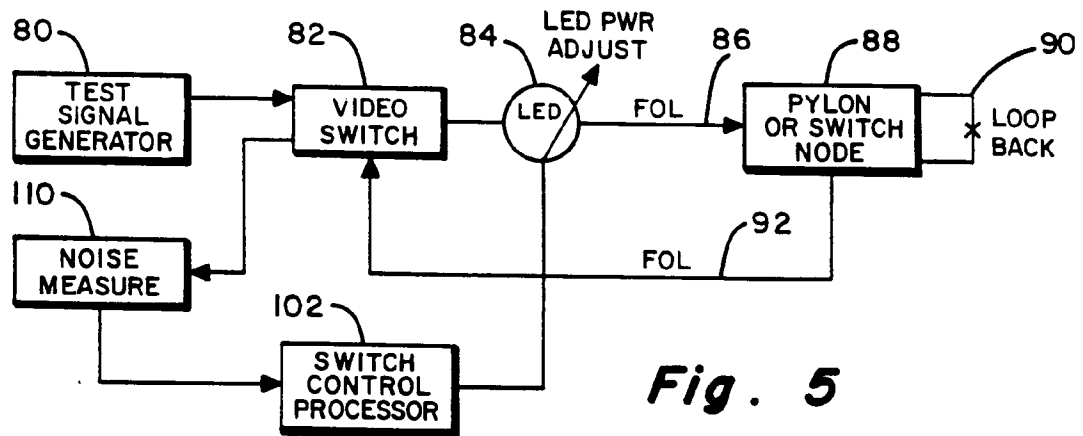 80
TEST
SIGNAL
GENERATOR
82
VIDEO
SWITCH
84
LED
LED PWR
ADJUST
86
FOL
88
PYLON
OR SWITCH
NODE
90
LOOP
BACK
92
FOL
110
NOISE
MEASURE
102
SWITCH
CONTROL
PROCESSOR
Fig. 5